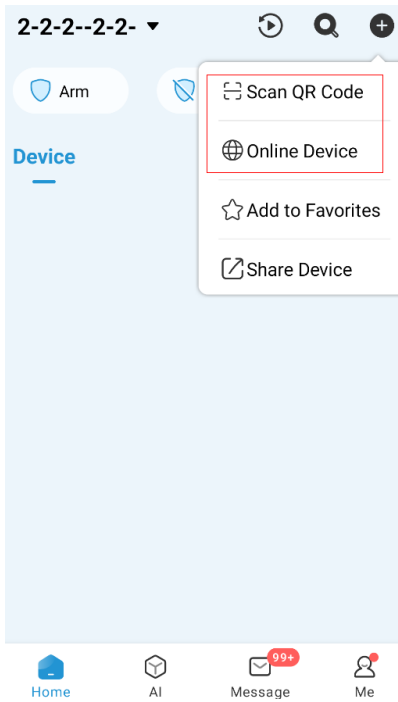 2-2-2--2-2-
Arm
Scan QR Code
Online Device
Device
Add to Favorites
Share Device
99+
Home
AI
Message
Me